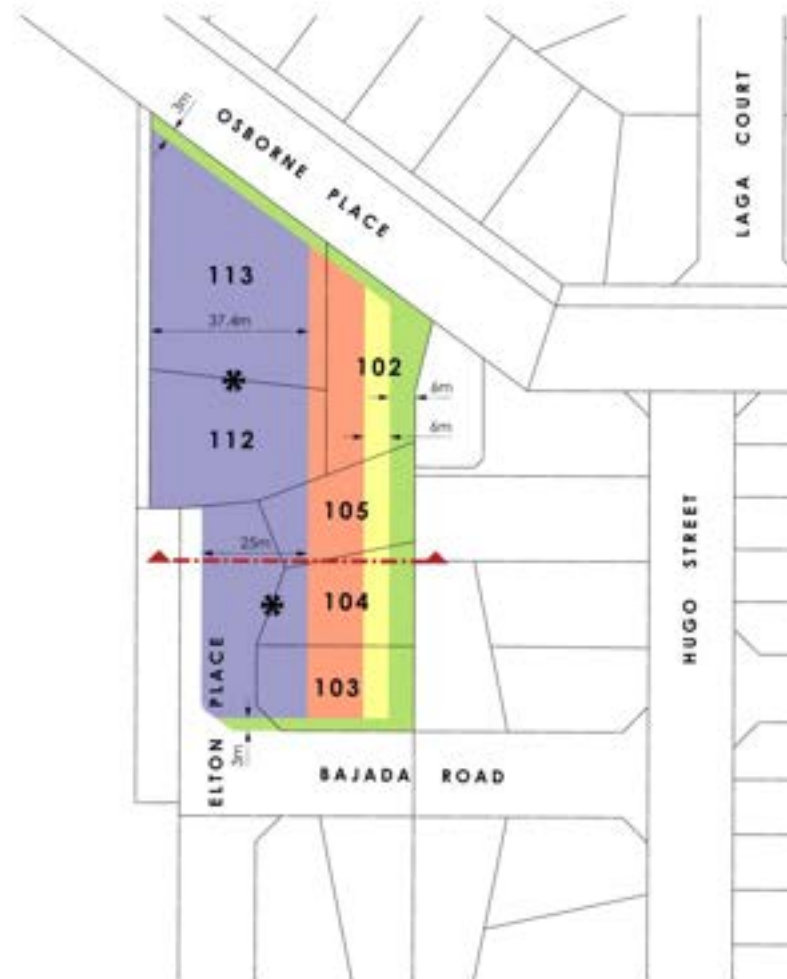 3m
OSBORNE PLACE
LAGA COURT
113
37.4m
102
6m
6m
*
112
105
25m
104
*
HUGO STREET
103
ELTON PLACE
3m
BAJADA ROAD